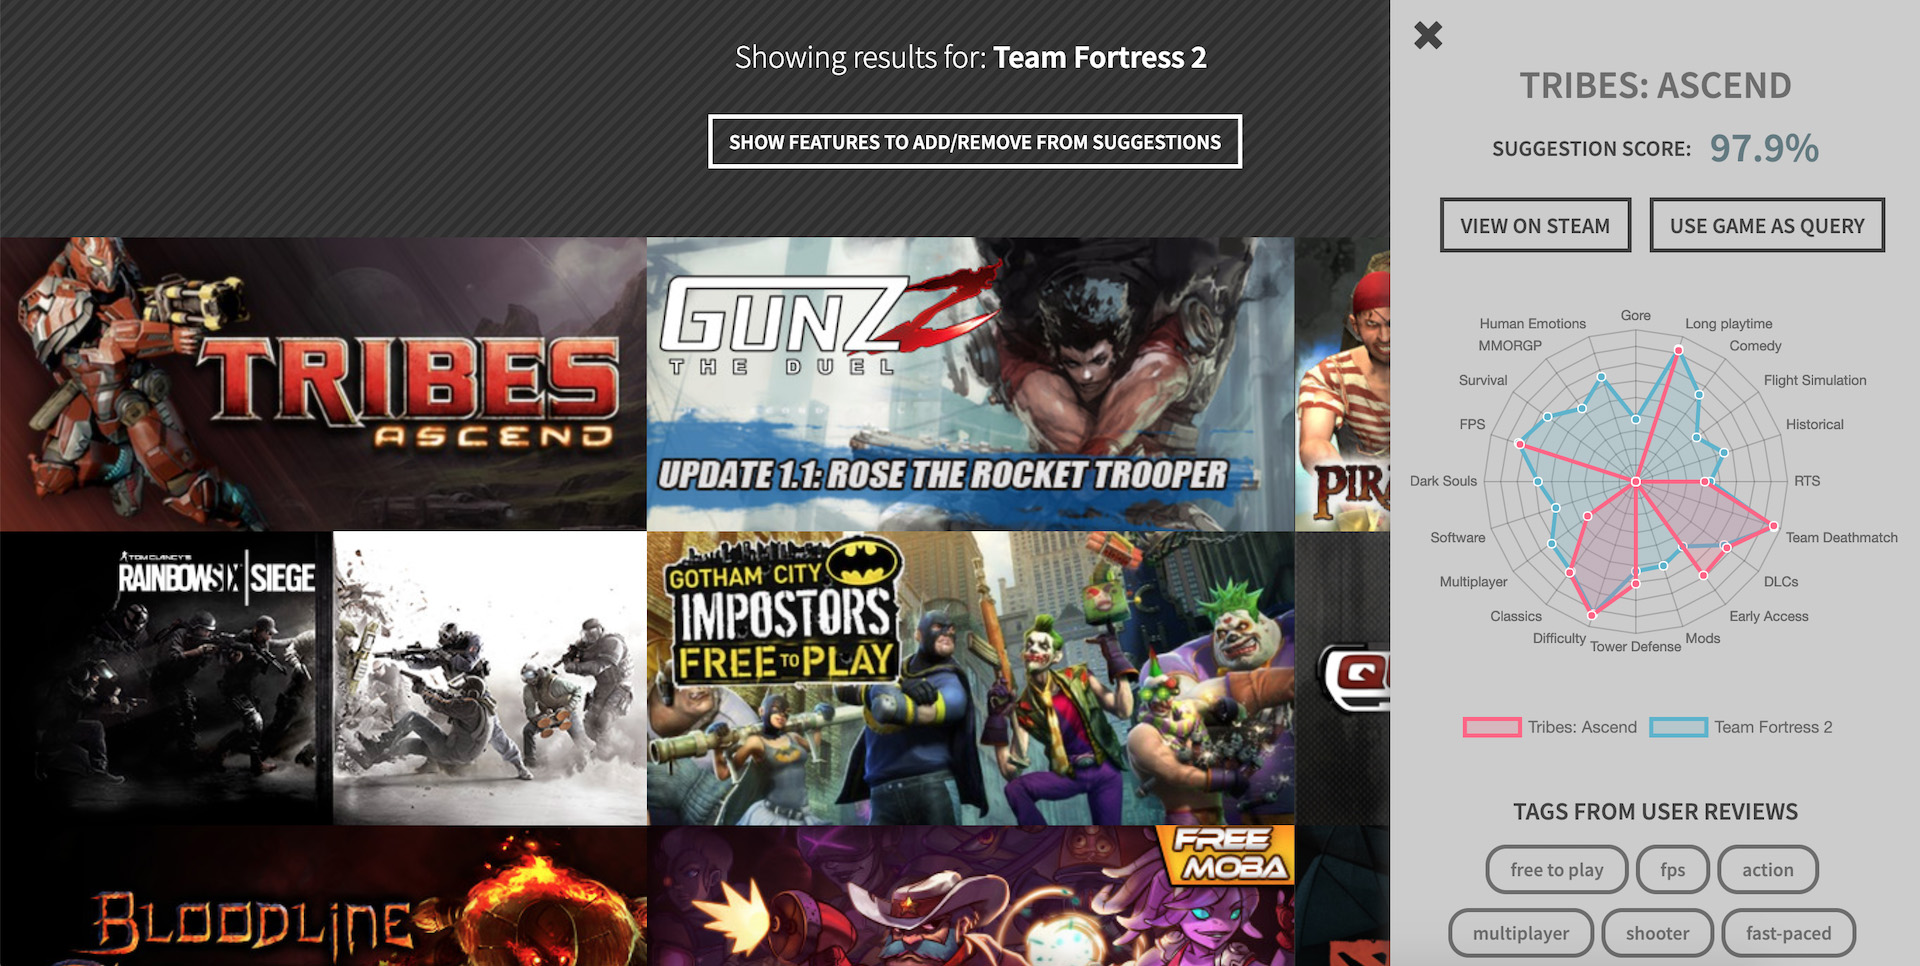 Showing results for: Team Fortress 2
SHOW FEATURES TO ADD/REMOVE FROM SUGGESTIONS
TRIBES
ASCEND
GUNZ 2
THE DUEL
UPDATE 1.1: ROSE THE ROCKET TROOPER
PIR
TOM CLANCY'S
RAINBOWSIX | SIEGE
GOTHAM CITY
IMPOSTORS
FREE TO PLAY
BLOODLINE
FREE
MOBA
TRIBES: ASCEND
SUGGESTION SCORE: 97.9%
VIEW ON STEAM
USE GAME AS QUERY
Gore
Long playtime
Comedy
Flight Simulation
Historical
RTS
Team Deathmatch
DLCs
Early Access
Mods
Tower Defense
Difficulty
Classics
Multiplayer
Software
Dark Souls
FPS
Survival
MMORGP
Human Emotions
Tribes: Ascend
Team Fortress 2
TAGS FROM USER REVIEWS
free to play
fps
action
multiplayer
shooter
fast-paced